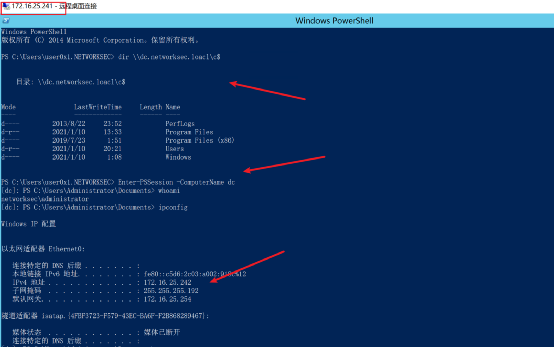 172.16.25.241 - 远程桌面连接
Windows PowerShell
Windows PowerShell
版权所有 (C) 2014 Microsoft Corporation。保留所有权利。
PS C:\Users\user0x1.NETWORKSEC> dir \\dc.networksec.loacl\c$
目录: \\dc.networksec.loacl\c$
Mode LastWriteTime Length Name
---- ------------- ------ ----
d---- 2013/8/22 23:52 PerfLogs
d-r-- 2021/1/10 13:33 Program Files
d---- 2019/7/23 1:51 Program Files (x86)
d-r-- 2021/1/10 20:21 Users
d---- 2021/1/10 1:08 Windows
PS C:\Users\user0x1.NETWORKSEC> Enter-PSSession -ComputerName dc
[dc]: PS C:\Users\Administrator\Documents> whoami
networksec\administrator
[dc]: PS C:\Users\Administrator\Documents> ipconfig
Windows IP 配置
以太网适配器 Ethernet0:
连接特定的 DNS 后缀 . . . . . . . :
本地链接 IPv6 地址. . . . . . . . :
IPv4 地址 . . . . . . . . . . . . : 172.16.25.242
子网掩码 . . . . . . . . . . . . : 255.255.255.192
默认网关. . . . . . . . . . . . . : 172.16.25.254
隧道适配器 isatap.{4FBF3723-F579-43EC-BA6F-F2B868289467}:
媒体状态 . . . . . . . . . . . . : 媒体已断开
连接特定的 DNS 后缀 . . . . . . . :